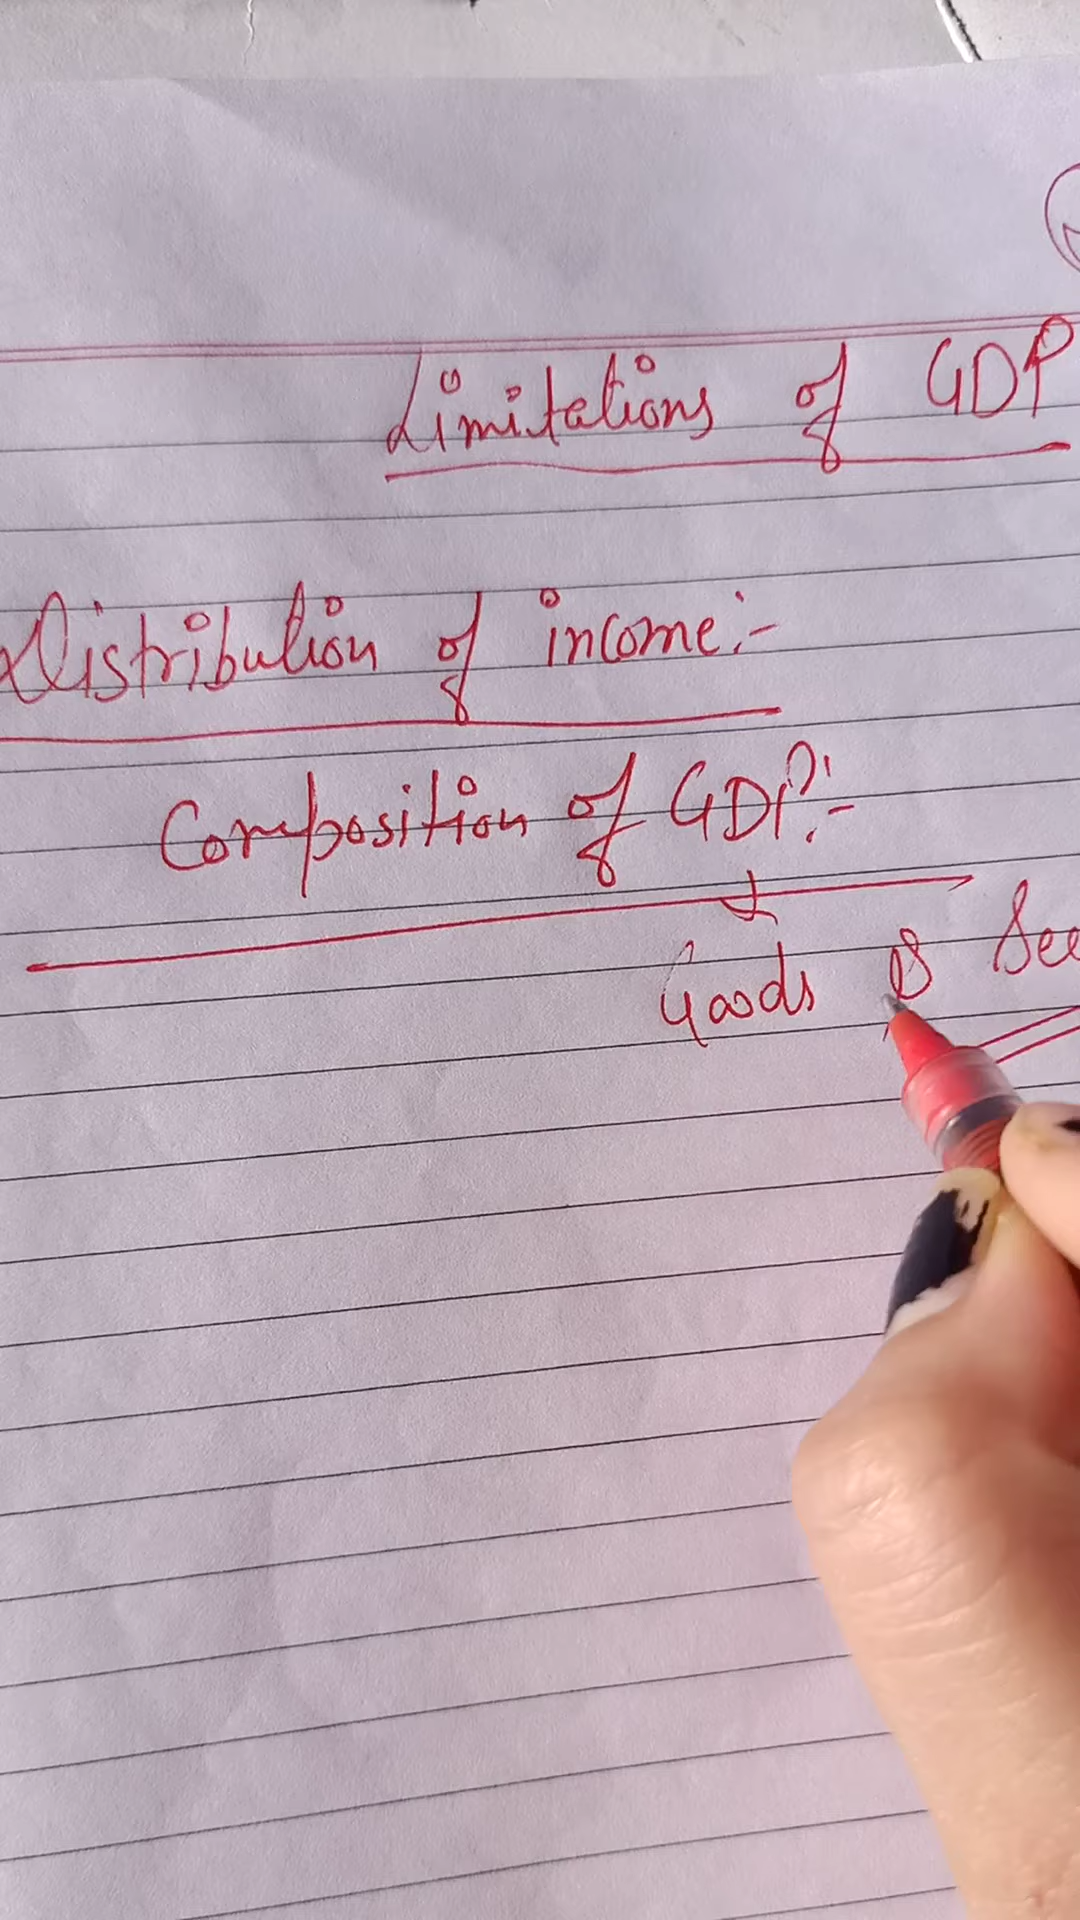 Limitations of GDP
Distribution of income:-
Composition of GDP:-
Goods &